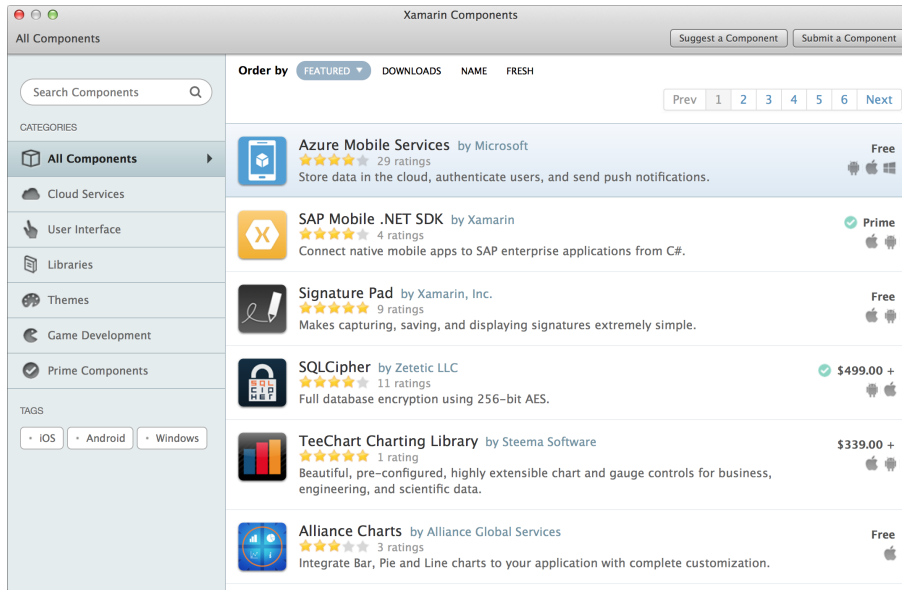 Xamarin Components
All Components
Suggest a Component
Submit a Component
Search Components
CATEGORIES
All Components
Cloud Services
User Interface
Libraries
Themes
Game Development
Prime Components
TAGS
• iOS
• Android
• Windows
Order by FEATURED ▼ DOWNLOADS NAME FRESH
Prev 1 2 3 4 5 6 Next
Azure Mobile Services by Microsoft
Free
29 ratings
Store data in the cloud, authenticate users, and send push notifications.
SAP Mobile .NET SDK by Xamarin
Prime
4 ratings
Connect native mobile apps to SAP enterprise applications from C#.
Signature Pad by Xamarin, Inc.
Free
9 ratings
Makes capturing, saving, and displaying signatures extremely simple.
SQL
CIP
HER
SQLCipher by Zetetic LLC
$499.00 +
11 ratings
Full database encryption using 256-bit AES.
TeeChart Charting Library by Steema Software
$339.00 +
1 rating
Beautiful, pre-configured, highly extensible chart and gauge controls for business,
engineering, and scientific data.
Alliance Charts by Alliance Global Services
Free
3 ratings
Integrate Bar, Pie and Line charts to your application with complete customization.